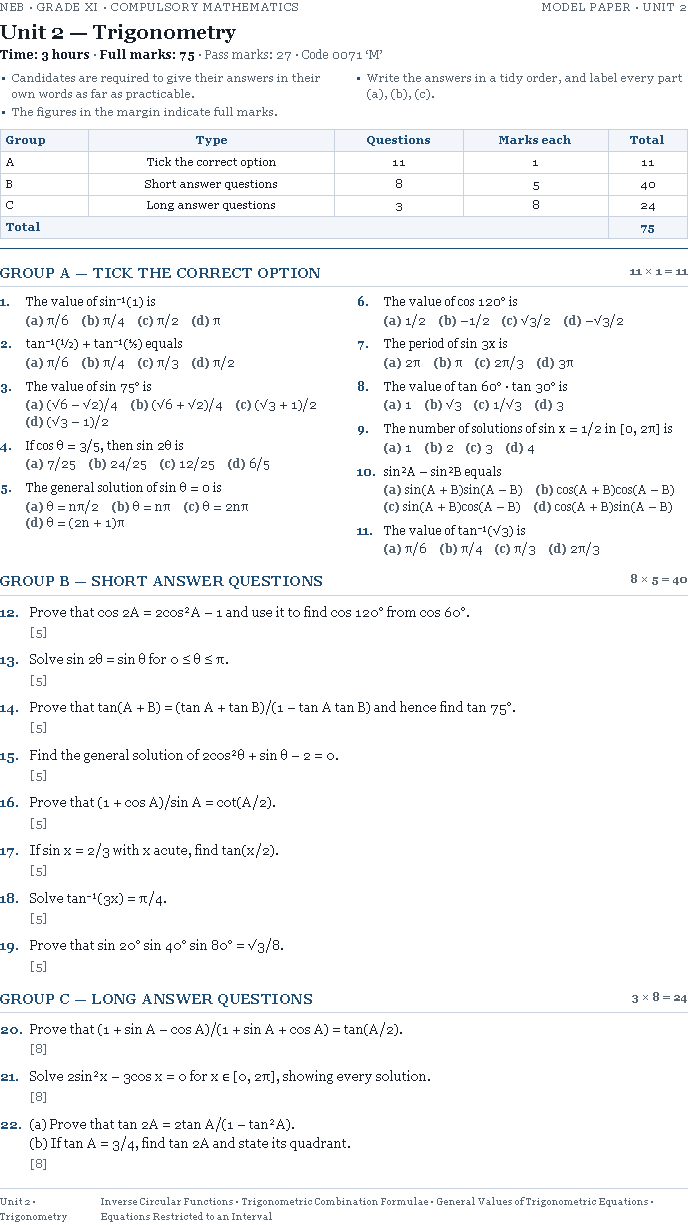 NEB · GRADE XI · COMPULSORY MATHEMATICS
MODEL PAPER · UNIT 2
Unit 2 — Trigonometry
Time: 3 hours · Full marks: 75 · Pass marks: 27 · Code 0071 ‘M’
• Candidates are required to give their answers in their
own words as far as practicable.
• The figures in the margin indicate full marks.
• Write the answers in a tidy order, and label every part
(a), (b), (c).
Group Type Questions Marks each Total
A Tick the correct option 11 1 11
B Short answer questions 8 5 40
C Long answer questions 3 8 24
Total 75
GROUP A — TICK THE CORRECT OPTION 11 × 1 = 11
1. The value of sin⁻¹(1) is
(a) π/6 (b) π/4 (c) π/2 (d) π
2. tan⁻¹(½) + tan⁻¹(⅓) equals
(a) π/6 (b) π/4 (c) π/3 (d) π/2
3. The value of sin 75° is
(a) (√6 − √2)/4 (b) (√6 + √2)/4 (c) (√3 + 1)/2
(d) (√3 − 1)/2
4. If cos θ = 3/5, then sin 2θ is
(a) 7/25 (b) 24/25 (c) 12/25 (d) 6/5
5. The general solution of sin θ = 0 is
(a) θ = nπ/2 (b) θ = nπ (c) θ = 2nπ
(d) θ = (2n + 1)π
6. The value of cos 120° is
(a) 1/2 (b) −1/2 (c) √3/2 (d) −√3/2
7. The period of sin 3x is
(a) 2π (b) π (c) 2π/3 (d) 3π
8. The value of tan 60° · tan 30° is
(a) 1 (b) √3 (c) 1/√3 (d) 3
9. The number of solutions of sin x = 1/2 in [0, 2π] is
(a) 1 (b) 2 (c) 3 (d) 4
10. sin²A − sin²B equals
(a) sin(A + B)sin(A − B) (b) cos(A + B)cos(A − B)
(c) sin(A + B)cos(A − B) (d) cos(A + B)sin(A − B)
11. The value of tan⁻¹(√3) is
(a) π/6 (b) π/4 (c) π/3 (d) 2π/3
GROUP B — SHORT ANSWER QUESTIONS 8 × 5 = 40
12. Prove that cos 2A = 2cos²A − 1 and use it to find cos 120° from cos 60°.
[5]
13. Solve sin 2θ = sin θ for 0 ≤ θ ≤ π.
[5]
14. Prove that tan(A + B) = (tan A + tan B)/(1 − tan A tan B) and hence find tan 75°.
[5]
15. Find the general solution of 2cos²θ + sin θ − 2 = 0.
[5]
16. Prove that (1 + cos A)/sin A = cot(A/2).
[5]
17. If sin x = 2/3 with x acute, find tan(x/2).
[5]
18. Solve tan⁻¹(3x) = π/4.
[5]
19. Prove that sin 20° sin 40° sin 80° = √3/8.
[5]
GROUP C — LONG ANSWER QUESTIONS 3 × 8 = 24
20. Prove that (1 + sin A − cos A)/(1 + sin A + cos A) = tan(A/2).
[8]
21. Solve 2sin²x − 3cos x = 0 for x ∈ [0, 2π], showing every solution.
[8]
22. (a) Prove that tan 2A = 2tan A/(1 − tan²A).
(b) If tan A = 3/4, find tan 2A and state its quadrant.
[8]
Unit 2 ·
Trigonometry
Inverse Circular Functions · Trigonometric Combination Formulae · General Values of Trigonometric Equations ·
Equations Restricted to an Interval